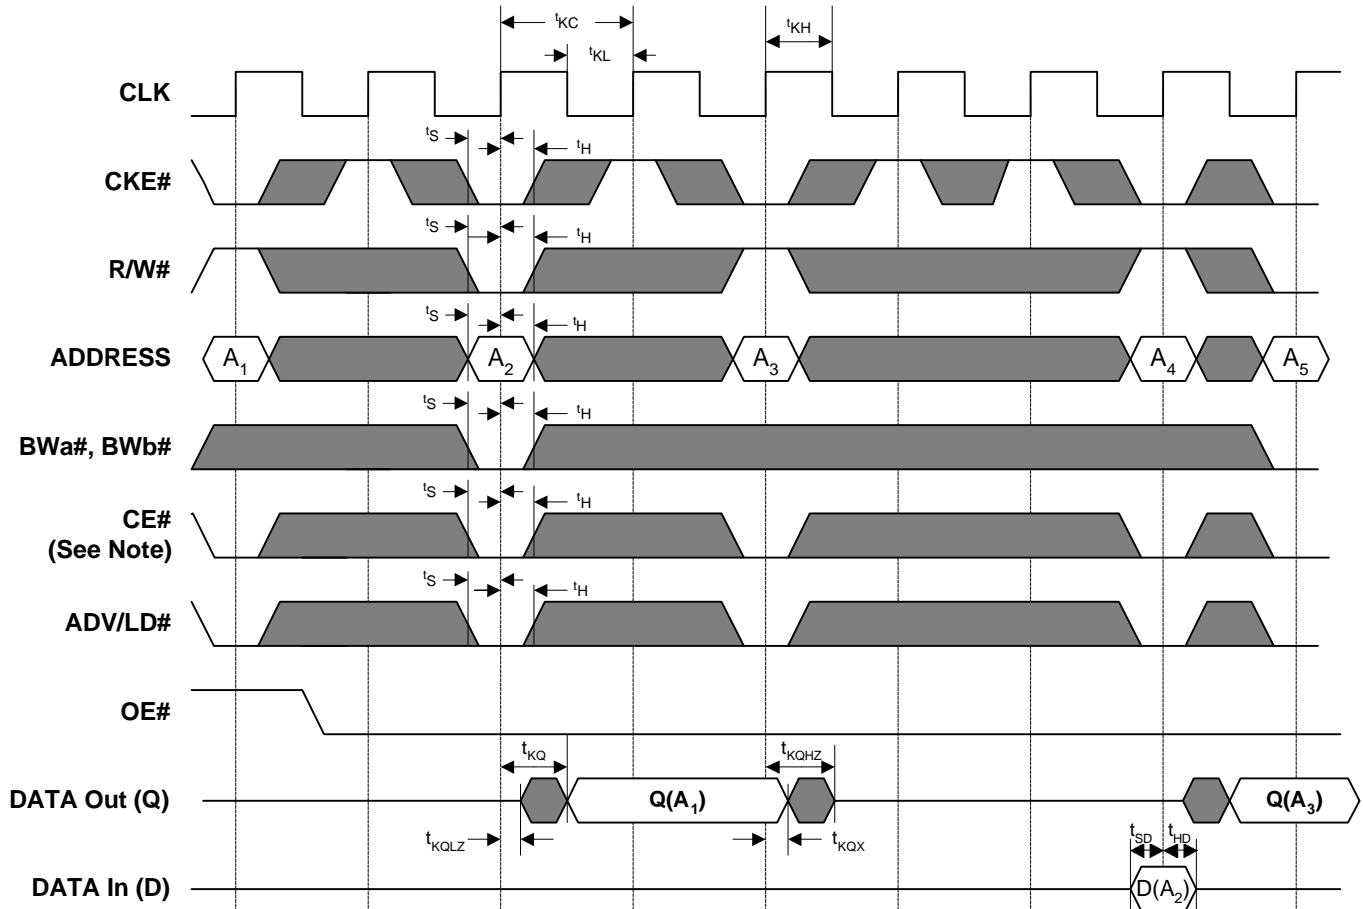 tKC
tKH
tKL
CLK
tS
tH
CKE#
tS
tH
R/W#
tS
tH
ADDRESS
A1
A2
A3
A4
A5
tS
tH
BWa#, BWb#
tS
tH
CE#
(See Note)
tS
tH
ADV/LD#
OE#
tKQ
tKQHZ
DATA Out (Q)
Q(A1)
Q(A3)
tKQLZ
tKQX
tSD
tHD
DATA In (D)
D(A2)